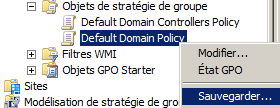 Objets de stratégie de groupe
Default Domain Controllers Policy
Default Domain Policy
Modifier...
Filtres WMI
État GPO
Objets GPO Starter
Sites
Sauvegarder...
Modélisation de stratégie de gro